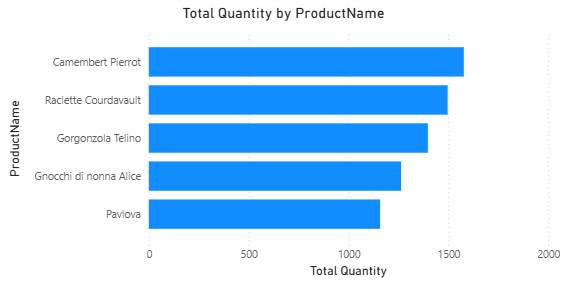 Total Quantity by ProductName
ProductName
Camembert Pierrot
Raclette Courdavault
Gorgonzola Telino
Gnocchi di nonna Alice
Pavlova
0 500 1000 1500 2000
Total Quantity